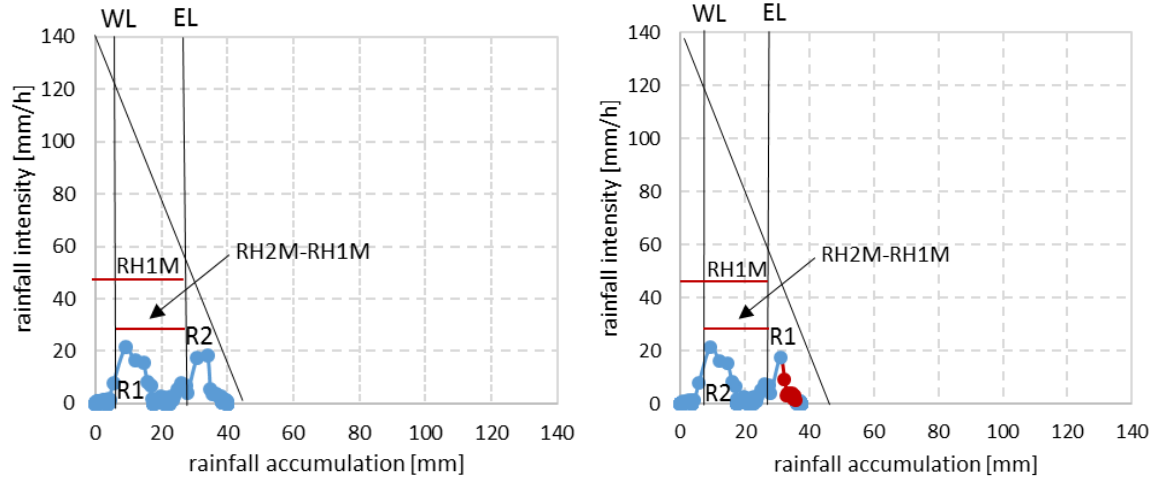 WL EL
140
120
100
80
60
40
20
0
rainfall intensity [mm/h]
RH2M-RH1M
RH1M
R2
R1
0 20 40 60 80 100 120 140
rainfall accumulation [mm]
WL EL
140
120
100
80
60
40
20
0
rainfall intensity [mm/h]
RH2M-RH1M
RH1M
R1
R2
0 20 40 60 80 100 120 140
rainfall accumulation [mm]